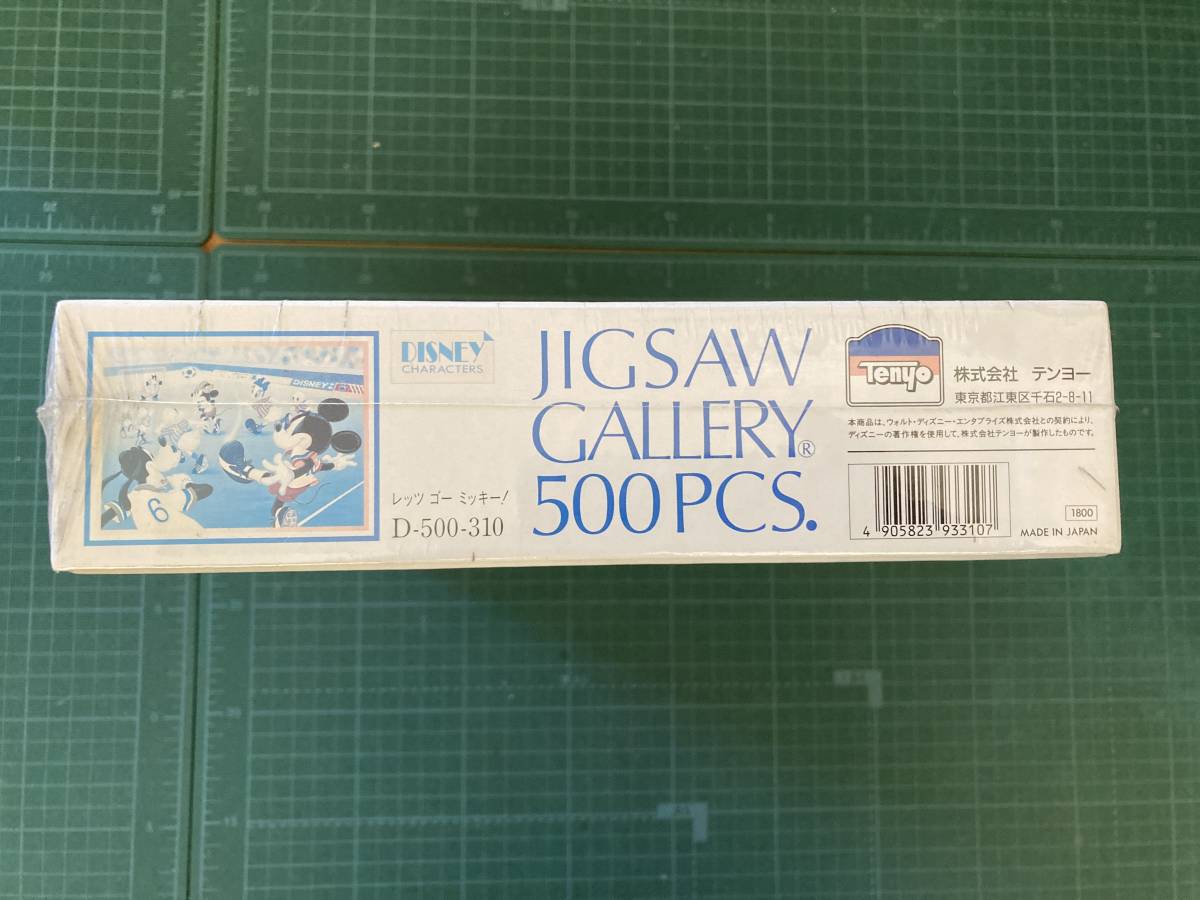 DISNEY
6
DISNEY
CHARACTERS
レッツ ゴー ミッキー!
D-500-310
JIGSAW
GALLERY®
500PCS.
Tenyo
株式会社 テンヨー
東京都江東区千石2-8-11
本商品は、ウォルト・ディズニー・エンタプライズ株式会社との契約により、
ディズニーの著作権を使用して、株式会社テンヨーが製作したものです。
4 905823 933107
1800
MADE IN JAPAN